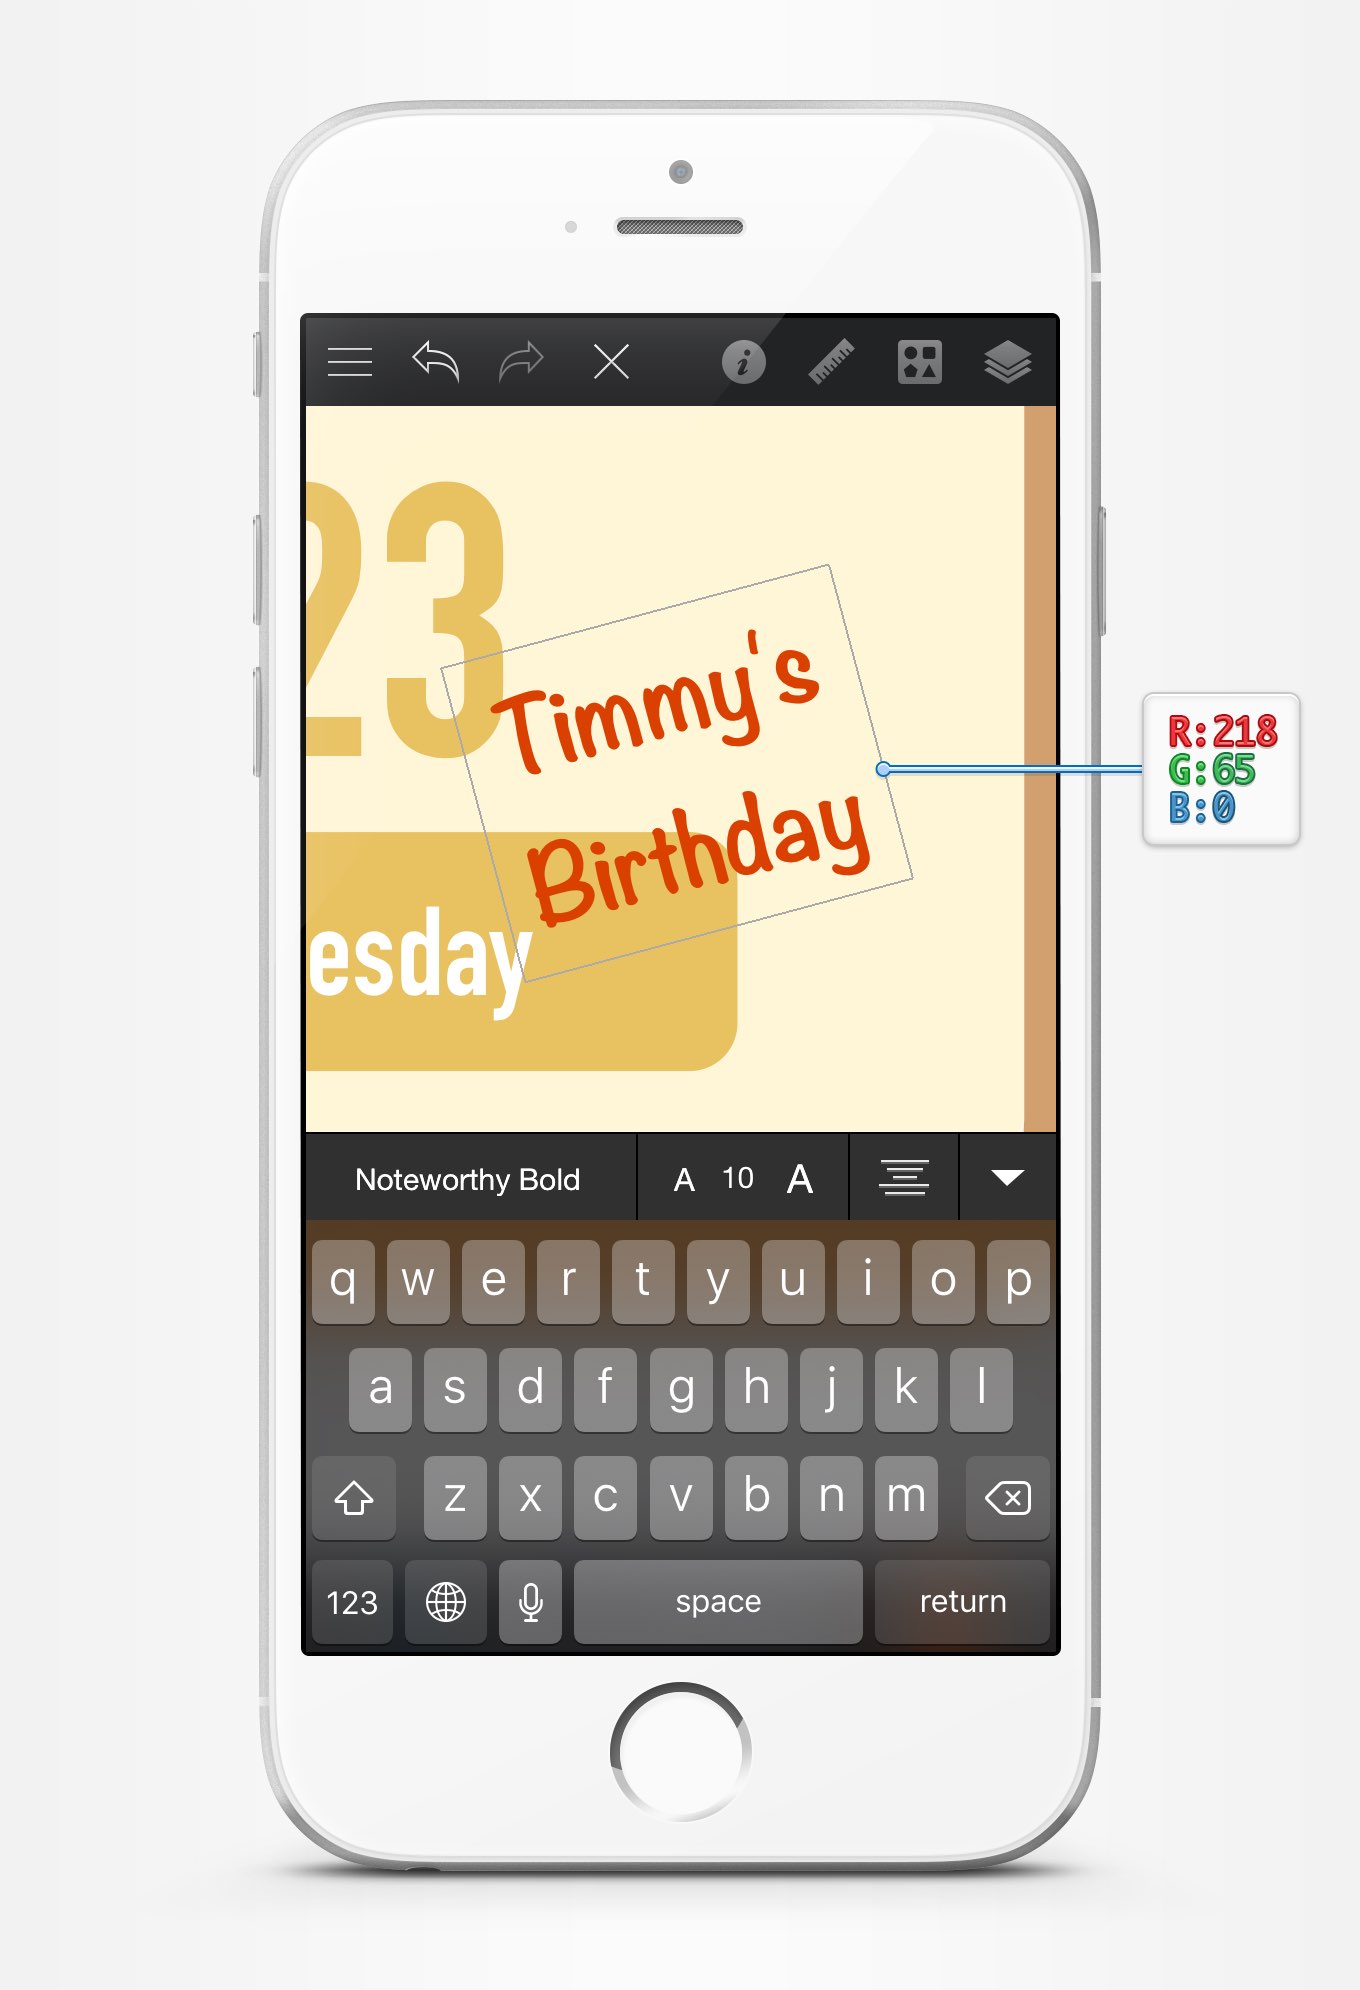 23
Timmy's
Birthday
R:218
G:65
B:0
esday
Noteworthy Bold A 10 A
q w e r t y u i o p
a s d f g h j k l
z x c v b n m
123 space return